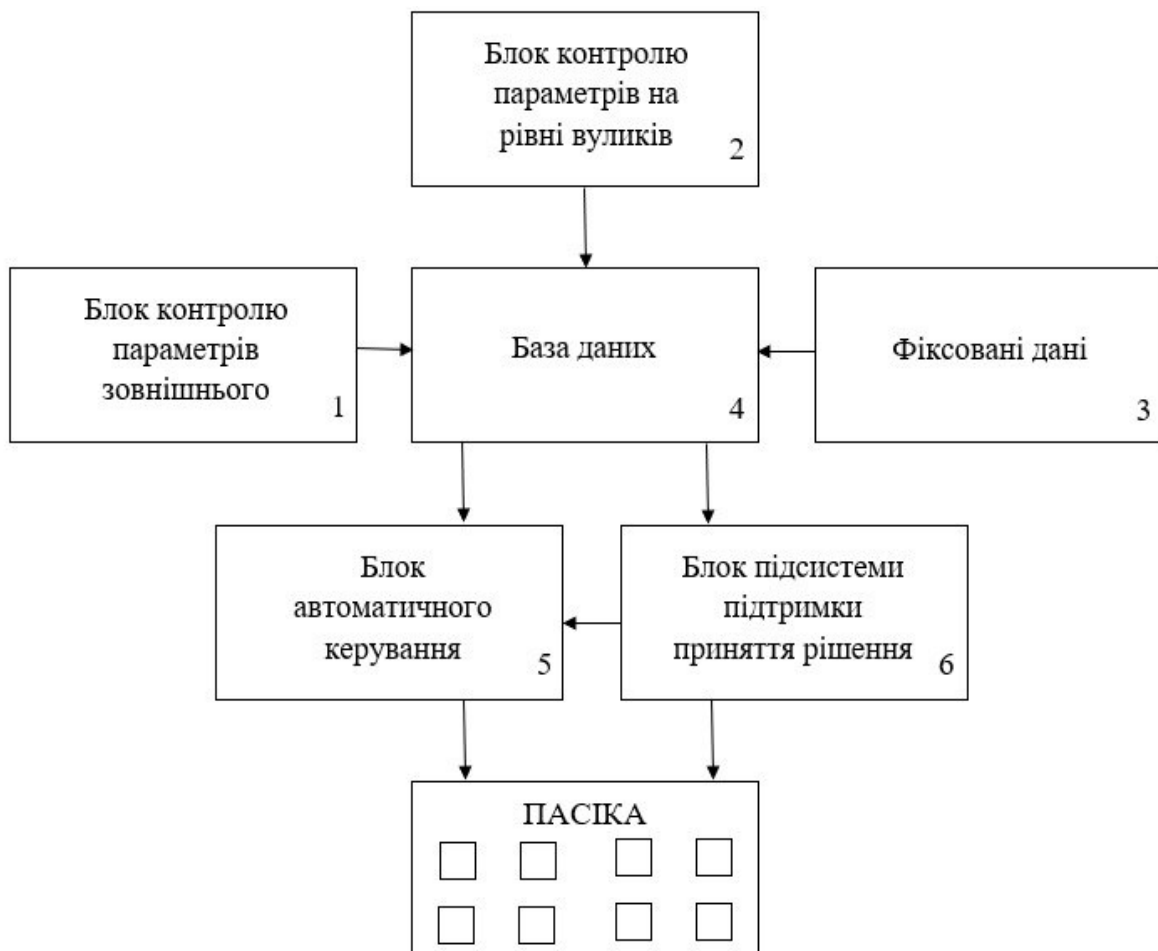 Блок контролю
параметрів на
рівні вуликів
2
Блок контролю
параметрів
зовнішнього
1
База даних
4
Фіксовані дані
3
Блок
автоматичного
керування
5
Блок підсистеми
підтримки
приняття рішення
6
ПАСІКА